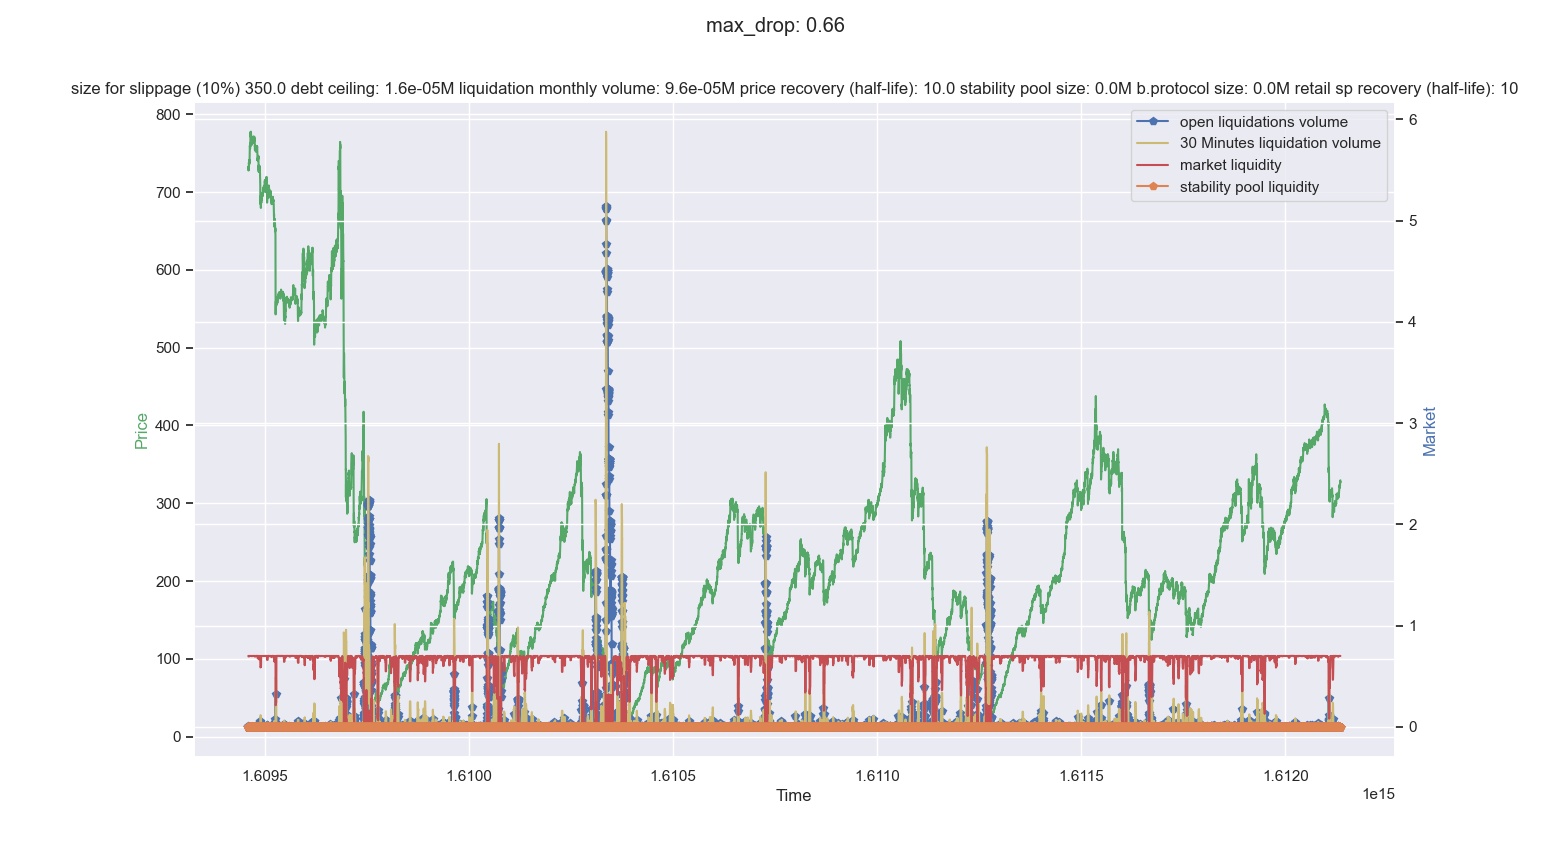 max_drop: 0.66
size for slippage (10%) 350.0 debt ceiling: 1.6e-05M liquidation monthly volume: 9.6e-05M price recovery (half-life): 10.0 stability pool size: 0.0M b.protocol size: 0.0M retail sp recovery (half-life): 10
open liquidations volume
30 Minutes liquidation volume
market liquidity
stability pool liquidity
800
700
600
500
400
300
200
100
0
Price
6
5
4
3
2
1
0
Market
1.6095
1.6100
1.6105
1.6110
1.6115
1.6120
Time
1e15